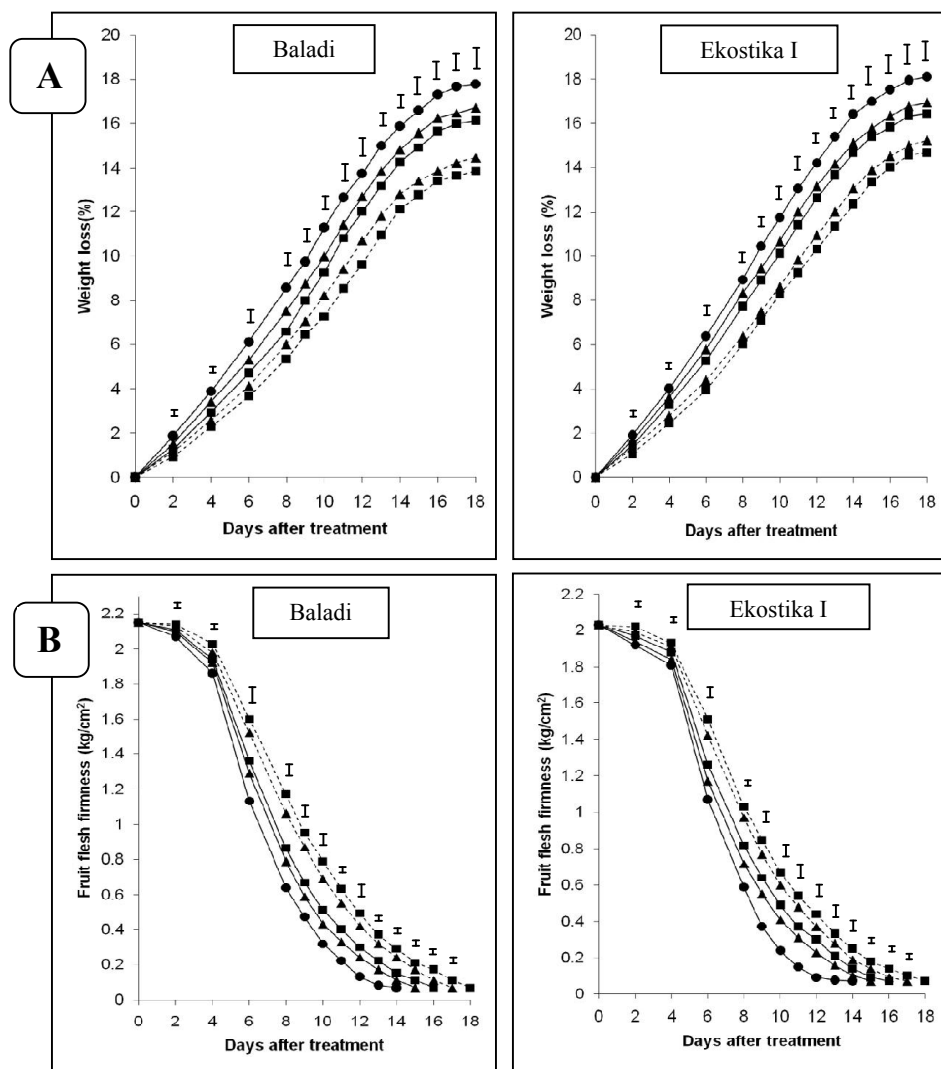 A
Baladi
Weight loss(%)
20
18
16
14
12
10
8
6
4
2
0
0 2 4 6 8 10 12 14 16 18
Days after treatment
Ekostika I
Weight loss (%)
20
18
16
14
12
10
8
6
4
2
0
0 2 4 6 8 10 12 14 16 18
Days after treatment
B
Baladi
Fruit flesh firmness (kg/cm²)
2.2
2
1.8
1.6
1.4
1.2
1
0.8
0.6
0.4
0.2
0
0 2 4 6 8 10 12 14 16 18
Days after treatment
Ekostika I
Fruit flesh firmness (kg/cm²)
2.2
2
1.8
1.6
1.4
1.2
1
0.8
0.6
0.4
0.2
0
0 2 4 6 8 10 12 14 16 18
Days after treatment